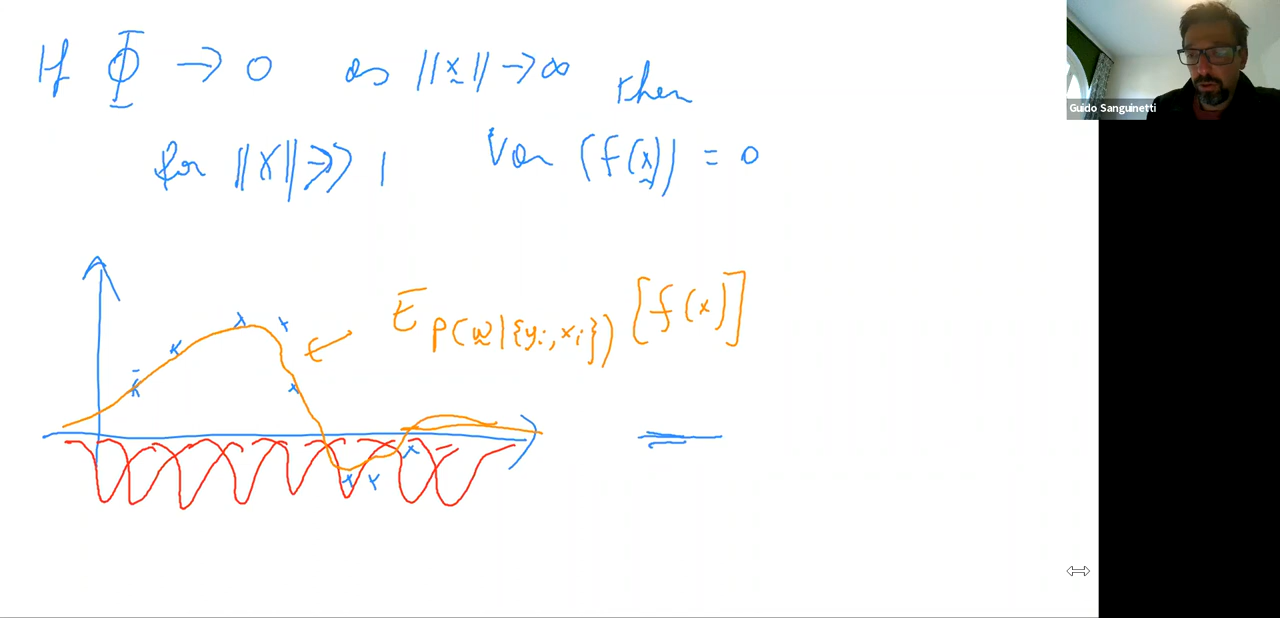 If Φ → 0 as ||x|| → ∞ then
for ||x|| >> 1 Var (f(x)) = 0
E p(w|{yi, xi}) [f(x)]
Guido Sanguinetti